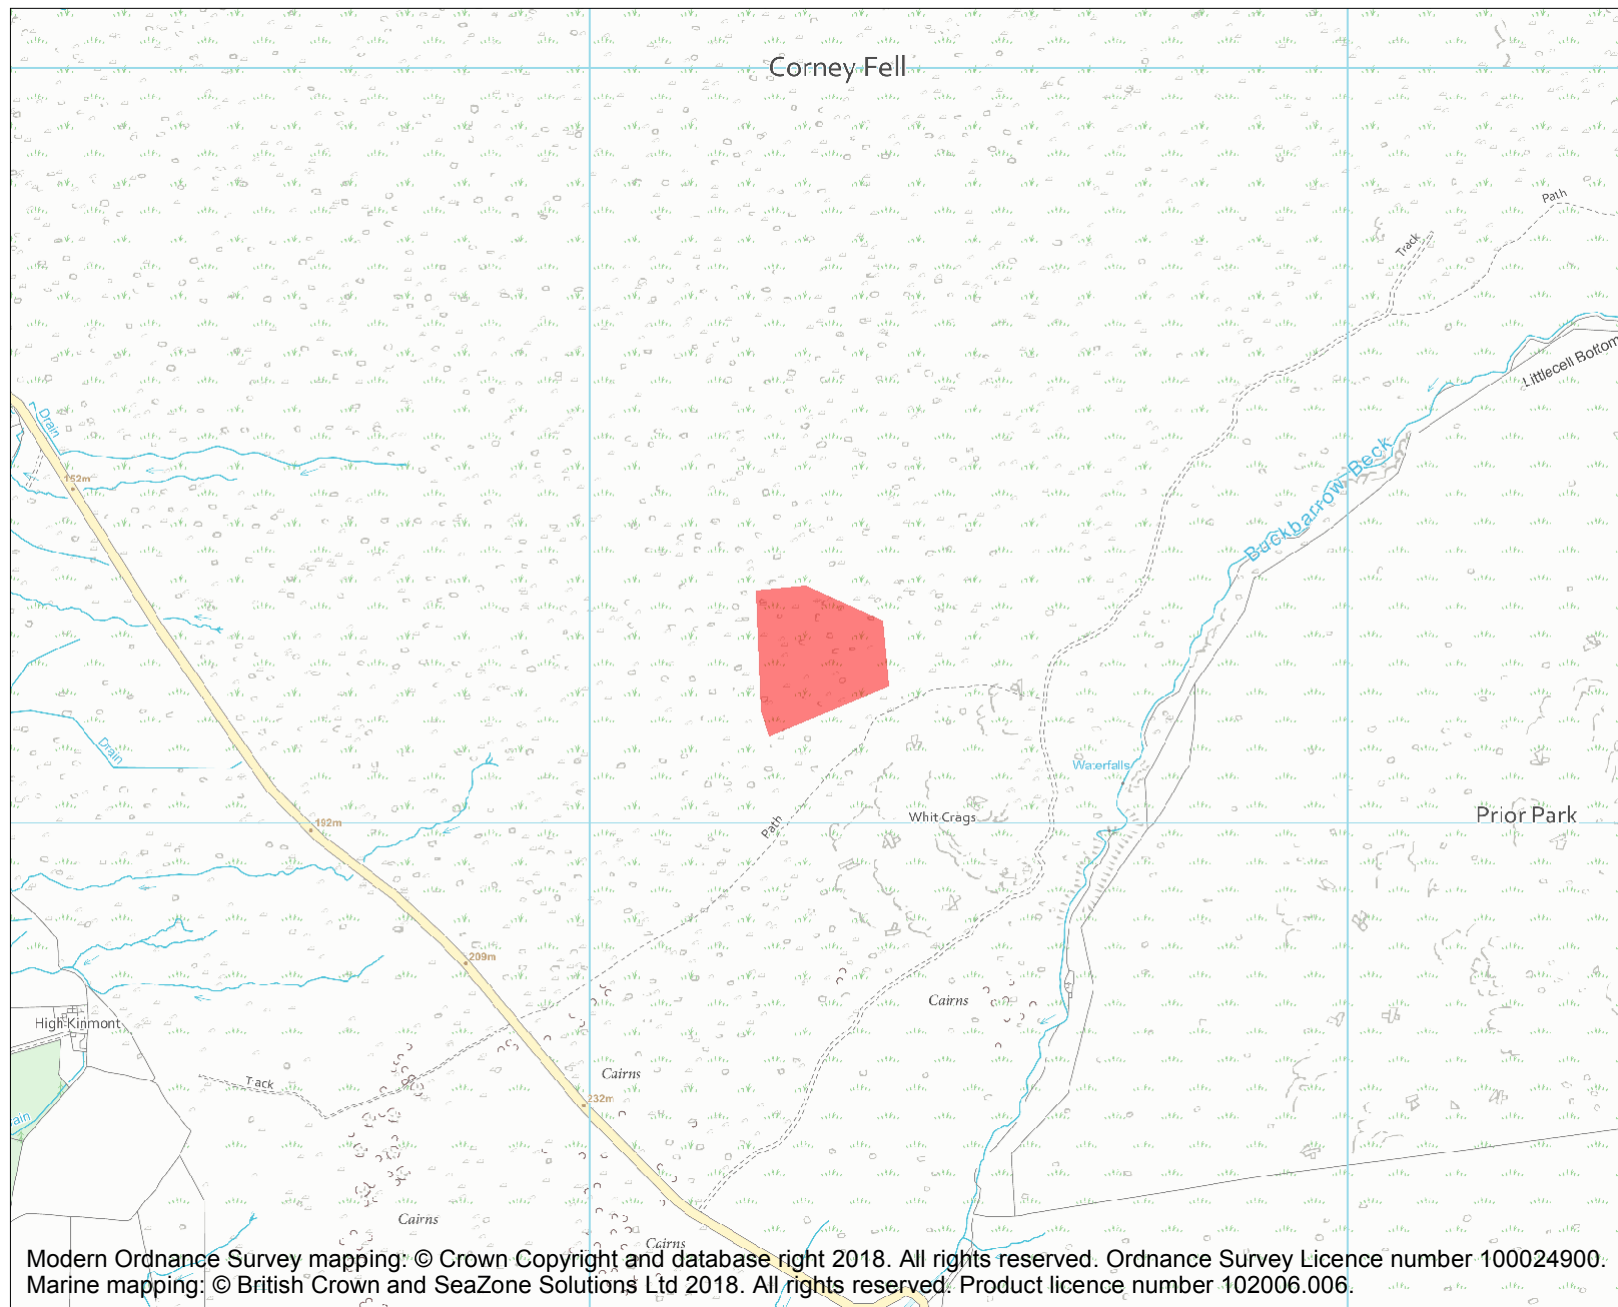 Corney Fell
Path
Track
Littlecell Bottom
Drain
Buckbarrow Beck
152m
Drain
Waterfalls
Prior Park
Whit Crags
192m
Path
209m
Cairns
High Kinmont
Cairns
T ack
232m
ain
Cairns
Cairns
Modern Ordnance Survey mapping: © Crown Copyright and database right 2018. All rights reserved. Ordnance Survey Licence number 100024900.
Marine mapping: © British Crown and SeaZone Solutions Ltd 2018. All rights reserved. Product licence number 102006.006.